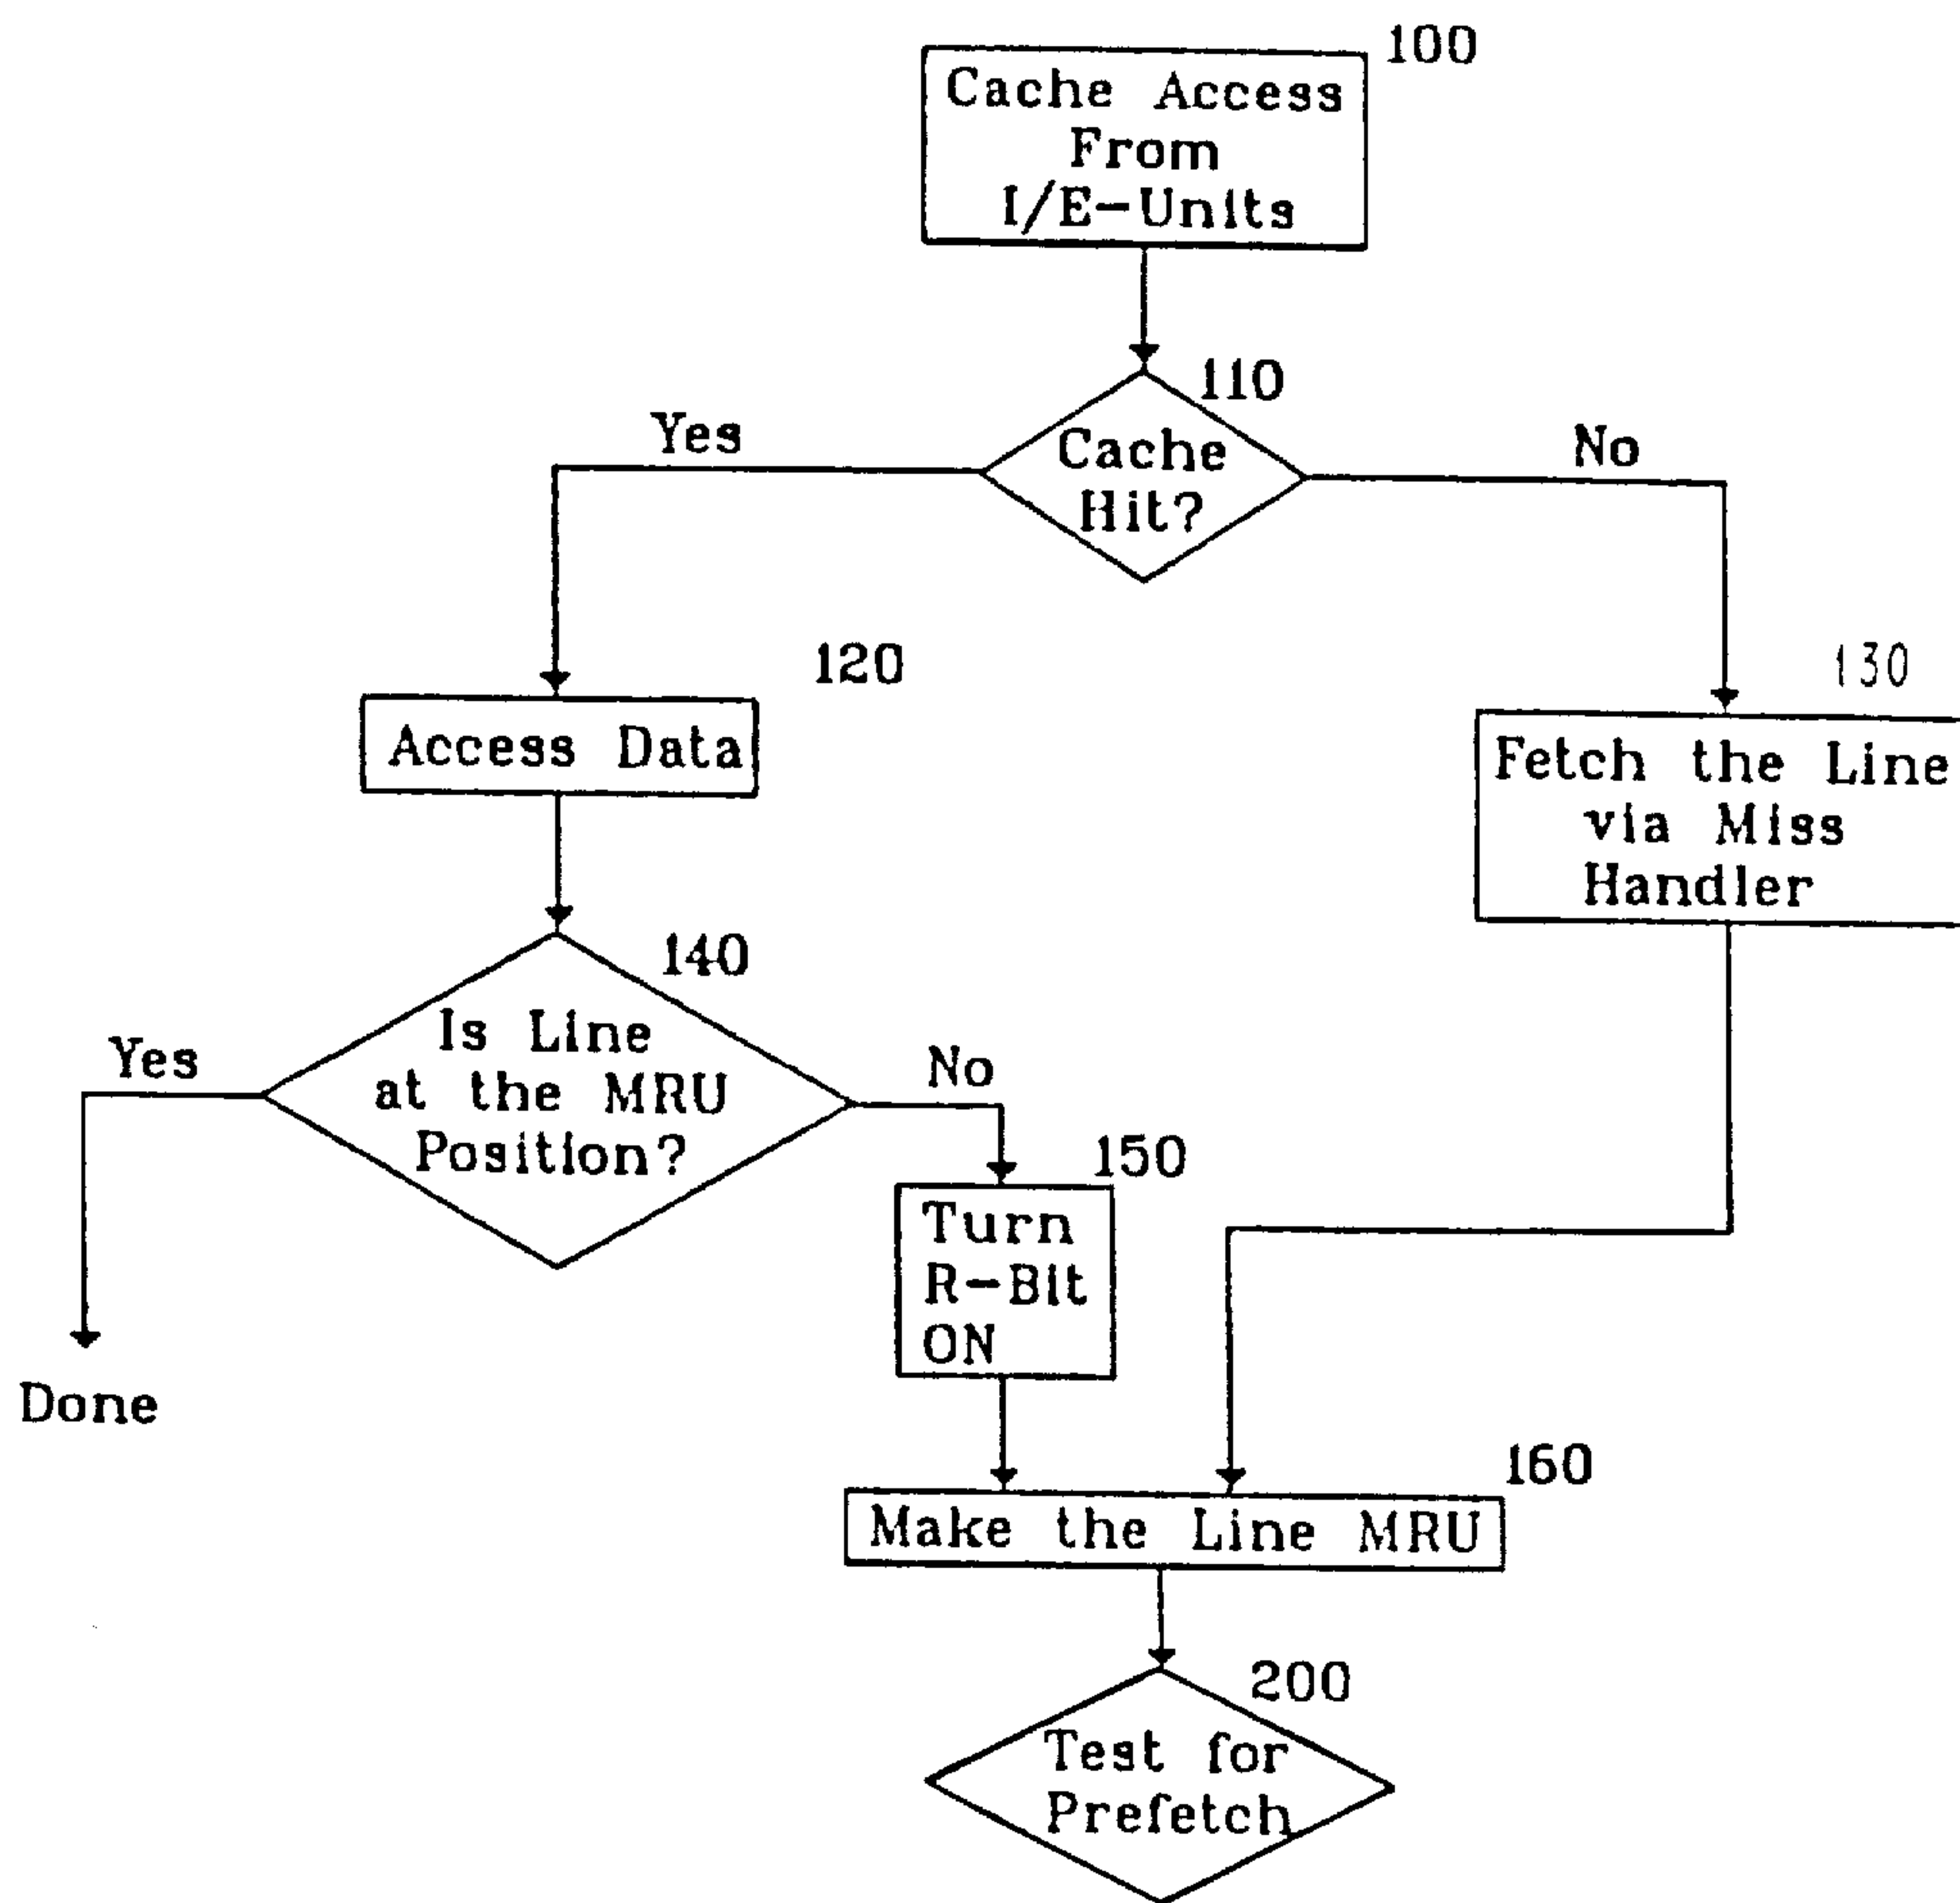 100
Cache Access
From
I/E-Units
110
Cache
Hit?
Yes
No
120
Access Data
130
Fetch the Line
via Miss
Handler
140
Is Line
at the MRU
Position?
Yes
No
Done
150
Turn
R-Bit
ON
160
Make the Line MRU
200
Test for
Prefetch